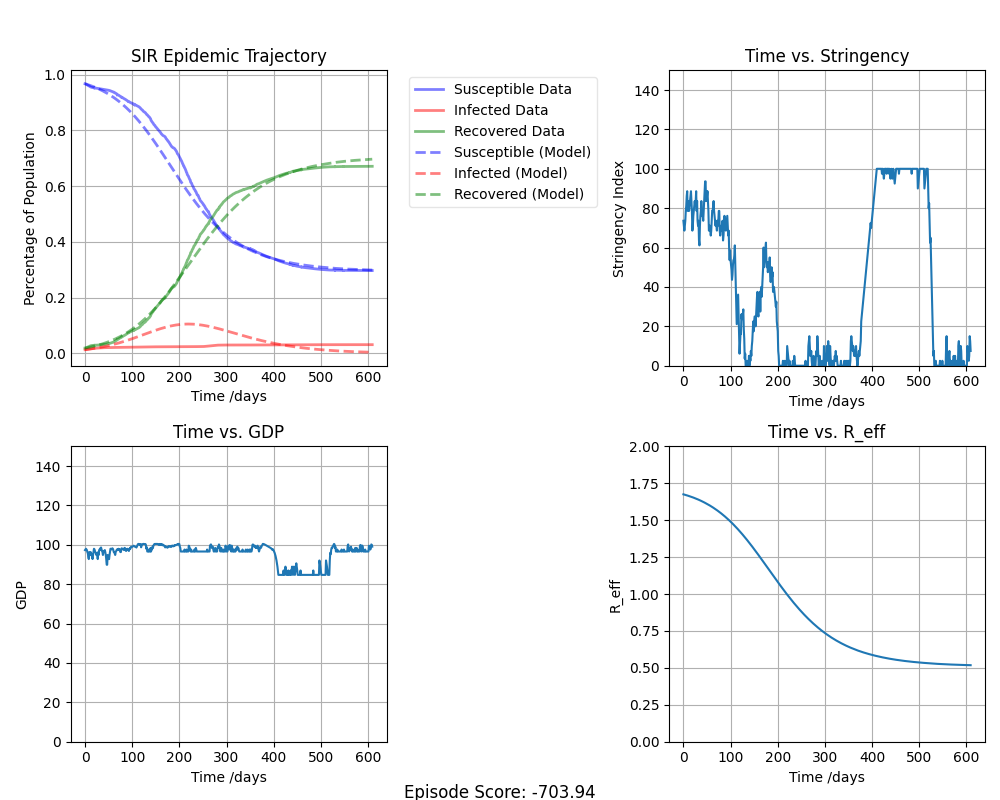 SIR Epidemic Trajectory
1.0
0.8
0.6
0.4
0.2
0.0
Percentage of Population
0 100 200 300 400 500 600
Time /days
Susceptible Data
Infected Data
Recovered Data
Susceptible (Model)
Infected (Model)
Recovered (Model)
Time vs. Stringency
140
120
100
80
60
40
20
0
Stringency Index
0 100 200 300 400 500 600
Time /days
Time vs. GDP
140
120
100
80
60
40
20
0
GDP
0 100 200 300 400 500 600
Time /days
Time vs. R_eff
2.00
1.75
1.50
1.25
1.00
0.75
0.50
0.25
0.00
R_eff
0 100 200 300 400 500 600
Time /days
Episode Score: -703.94